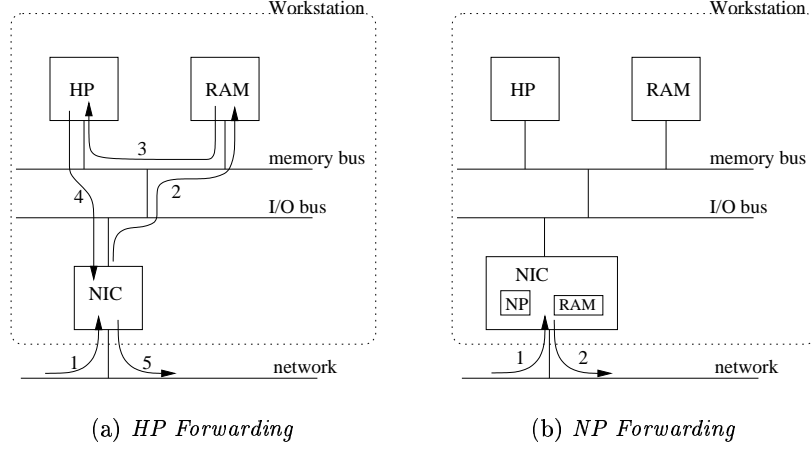 Workstation
HP
RAM
3
memory bus
4
2
I/O bus
NIC
1
5
network
(a) HP Forwarding
Workstation
HP
RAM
memory bus
I/O bus
NIC
NP
RAM
1
2
network
(b) NP Forwarding